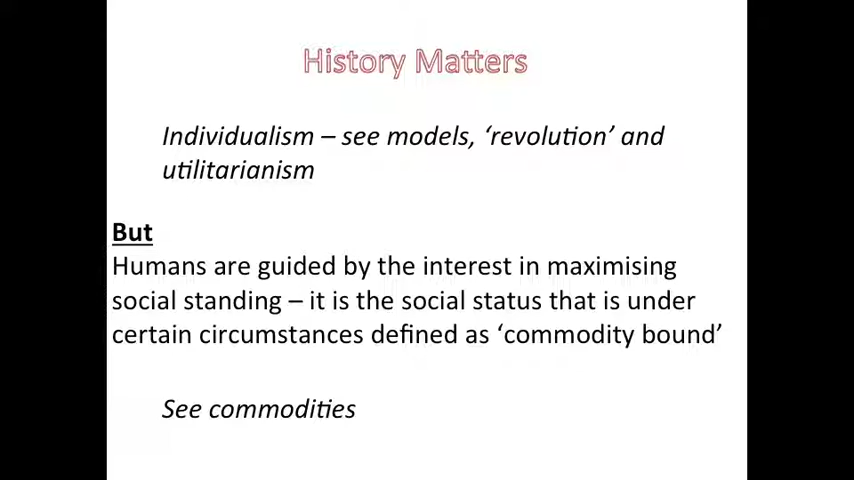 History Matters
Individualism – see models, ‘revolution’ and
utilitarianism
But
Humans are guided by the interest in maximising
social standing – it is the social status that is under
certain circumstances defined as ‘commodity bound’
See commodities